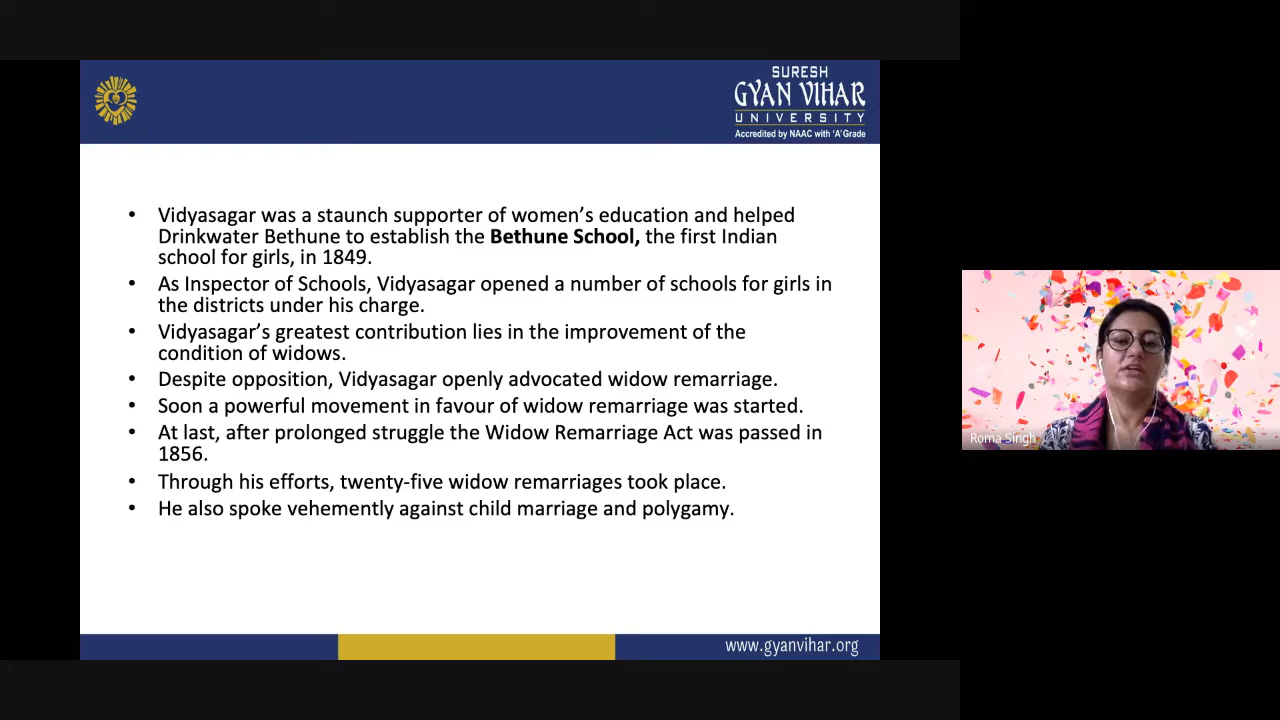 SURESH
GYAN VIHAR
UNIVERSITY
Accredited by NAAC with 'A' Grade
• Vidyasagar was a staunch supporter of women's education and helped
Drinkwater Bethune to establish the Bethune School, the first Indian
school for girls, in 1849.
• As Inspector of Schools, Vidyasagar opened a number of schools for girls in
the districts under his charge.
• Vidyasagar's greatest contribution lies in the improvement of the
condition of widows.
• Despite opposition, Vidyasagar openly advocated widow remarriage.
• Soon a powerful movement in favour of widow remarriage was started.
• At last, after prolonged struggle the Widow Remarriage Act was passed in
1856.
• Through his efforts, twenty-five widow remarriages took place.
• He also spoke vehemently against child marriage and polygamy.
Roma Singh
www.gyanvihar.org